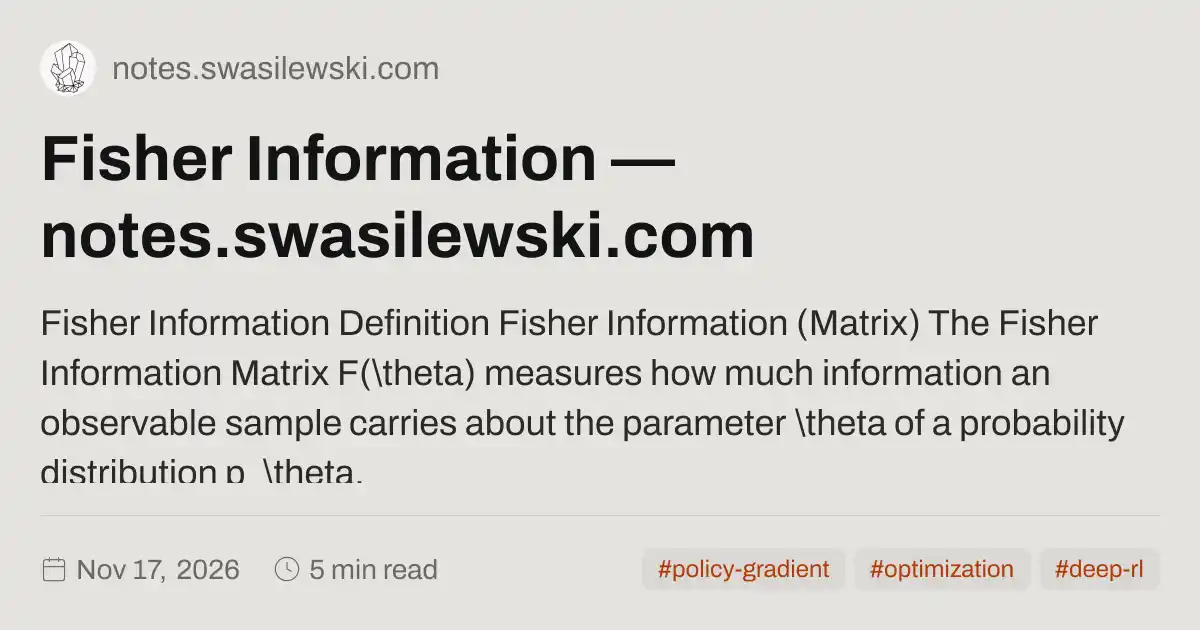 notes.swasilewski.com
Fisher Information —
notes.swasilewski.com
Fisher Information Definition Fisher Information (Matrix) The Fisher
Information Matrix F(\theta) measures how much information an
observable sample carries about the parameter \theta of a probability
distribution p_\theta.
Nov 17, 2026 5 min read #policy-gradient #optimization #deep-rl